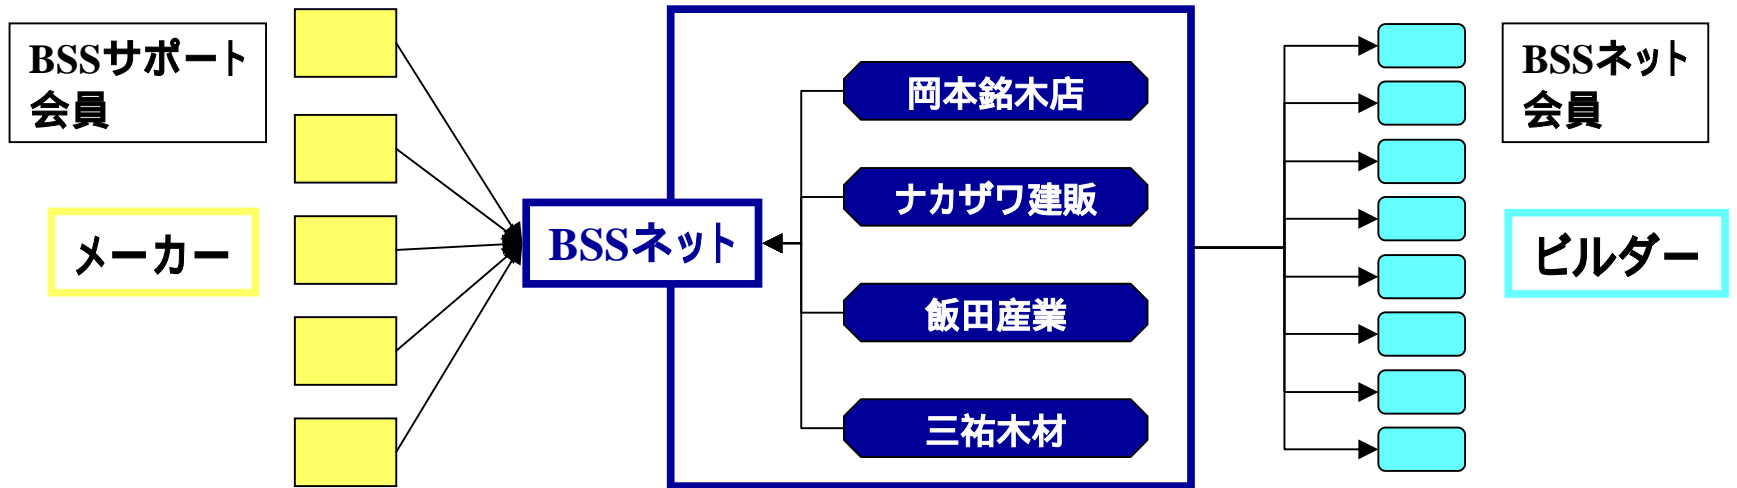 BSSサポート
会員
メーカー
BSSネット
岡本銘木店
ナカザワ建販
飯田産業
三祐木材
BSSネット
会員
ビルダー